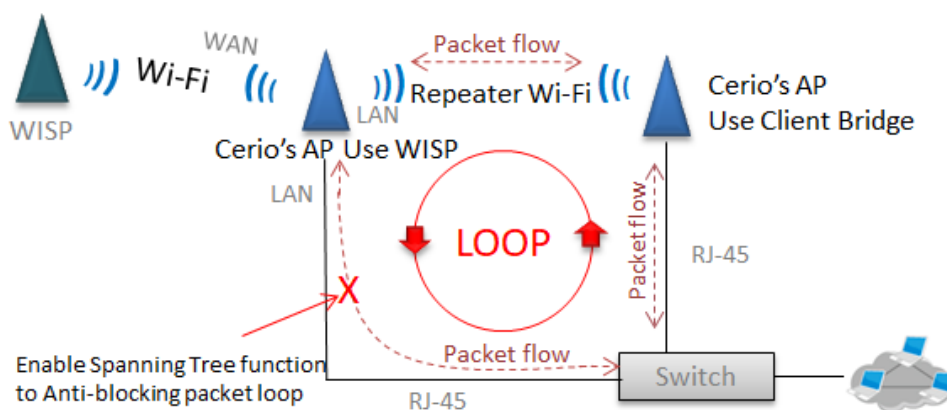 WAN
Wi-Fi
WISP
Packet flow
Repeater Wi-Fi
LAN
Cerio's AP Use WISP
Cerio's AP
Use Client Bridge
LAN
LOOP
Packet flow
RJ-45
X
Enable Spanning Tree function
to Anti-blocking packet loop
Packet flow
Switch
RJ-45